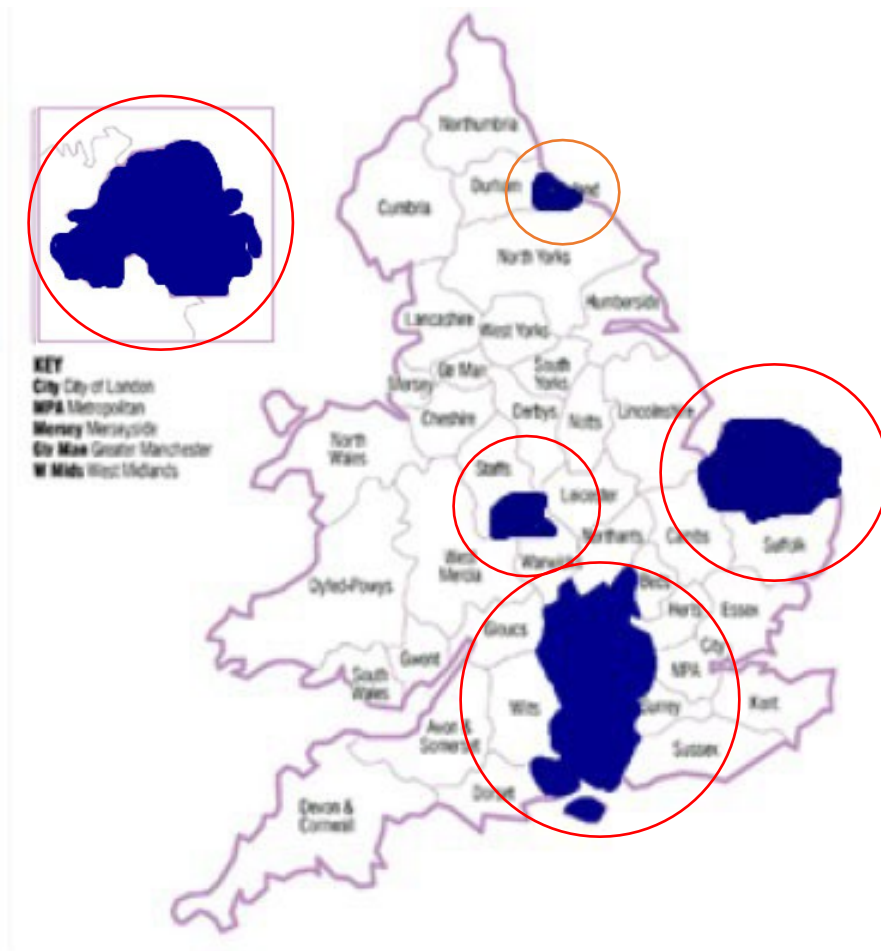 Northumbria
Durham
Cumbria
North Yorks
Humberside
Lancashire
West Yorks
KEY
City City of London
MPA Metropolitan
Mersey Merseyside
Gtr Man Greater Manchester
W Mids West Midlands
Gtr Man
South
Yorks
Mersey
Cheshire
Derbys
Notts
Lincolnshire
North
Wales
Staffs
Leicester
Northants
Cambs
Suffolk
West
Mercia
Warwicks
Dyfed-Powys
Beds
Herts
Essex
Gloucs
City
Gwent
MPA
South
Wales
Wilts
Surrey
Kent
Avon &
Somerset
Sussex
Dorset
Devon &
Cornwall